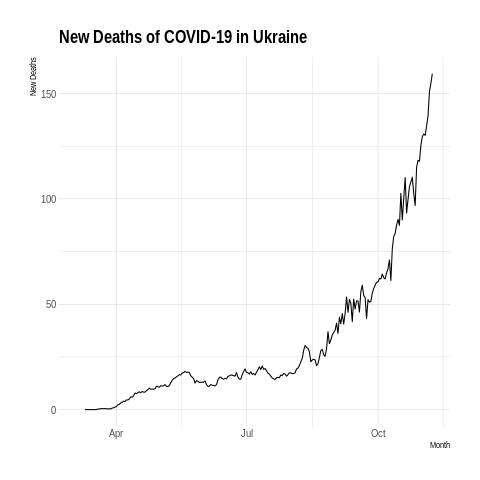 New Deaths of COVID-19 in Ukraine
New Deaths
150
100
50
0
Apr
Jul
Oct
Month